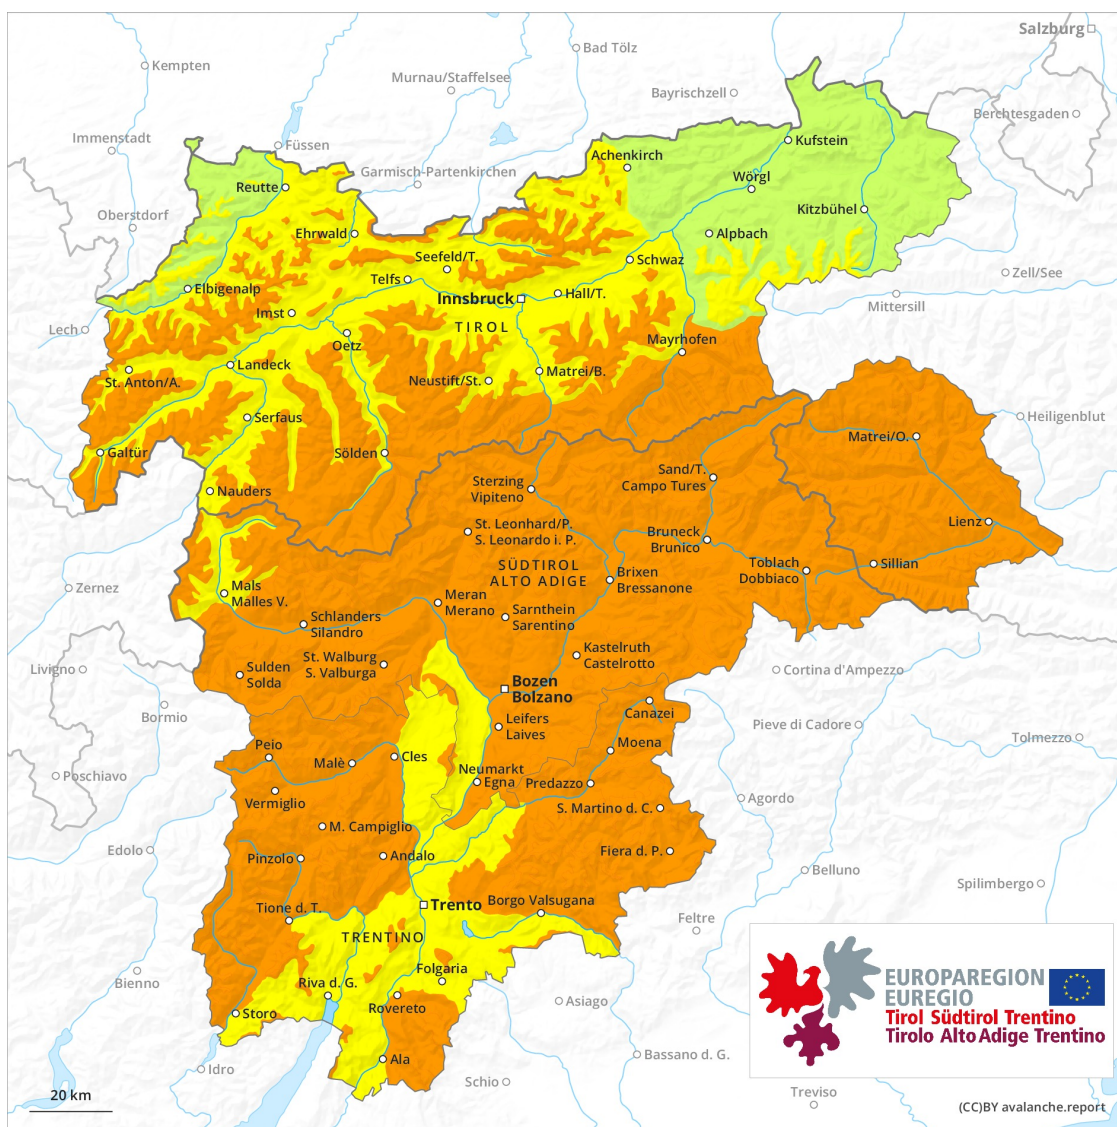 Salzburg
Bad Tölz
Kempten
Murnau/Staffelsee
Bayrischzell
Berchtesgaden
Immenstadt
Füssen
Kufstein
Achenkirch
Garmisch-Partenkirchen
Wörgl
Reutte
Oberstdorf
Kitzbühel
Ehrwald
Alpbach
Seefeld/T.
Schwaz
Zell/See
Telfs
Elbigenalp
Innsbruck
Hall/T.
Mittersill
Imst
TIROL
Lech
Oetz
Mayrhofen
Landeck
Matrei/B.
St. Anton/A.
Neustift/St.
Serfaus
Heiligenblut
Matrei/O.
Galtür
Sölden
Sand/T.
Campo Tures
Sterzing
Vipiteno
Nauders
St. Leonhard/P.
S. Leonardo i. P.
Lienz
Bruneck
Brunico
SÜDTIROL
ALTO ADIGE
Toblach
Dobbiaco
Sillian
Brixen
Bressanone
Zernez
Mals
Malles V.
Meran
Merano
Sarnthein
Sarentino
Schlanders
Silandro
Kastelruth
Castelrotto
St. Walburg
S. Valburga
Livigno
Sulden
Solda
Cortina d'Ampezzo
Bozen
Bolzano
Bormio
Canazei
Leifers
Laives
Pieve di Cadore
Tolmezzo
Peio
Moena
Malè
Cles
Poschiavo
Neumarkt
Egna
Predazzo
Vermiglio
Agordo
S. Martino d. C.
M. Campiglio
Edolo
Pinzolo
Andalo
Fiera d. P.
Belluno
Spilimbergo
Tione d. T.
Trento
Borgo Valsugana
Feltre
TRENTINO
Folgaria
Bienno
Riva d. G.
Rovereto
Asiago
Storo
Ala
Bassano d. G.
Idro
Schio
Treviso
EUROPAREGION
EUREGIO
Tirol Südtirol Trentino
Tirolo Alto Adige Trentino
20 km
(CC)BY avalanche.report